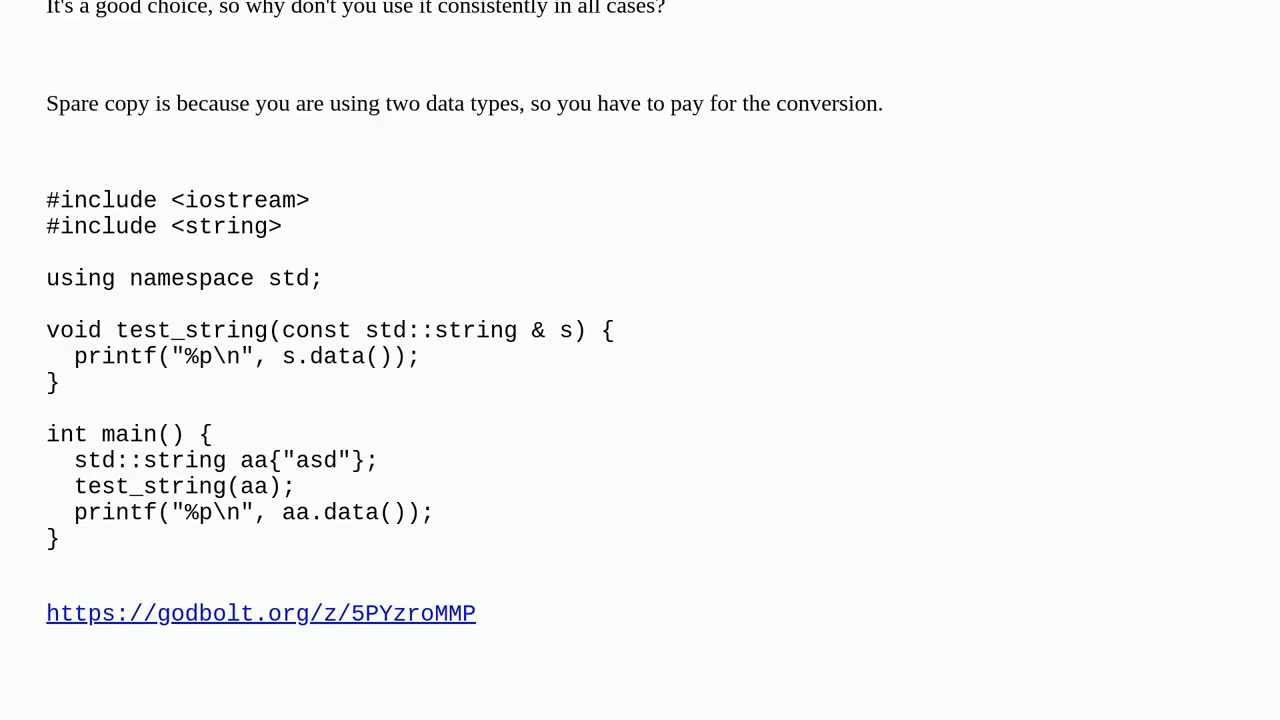 It's a good choice, so why don't you use it consistently in all cases?
Spare copy is because you are using two data types, so you have to pay for the conversion.
#include <iostream>
#include <string>
using namespace std;
void test_string(const std::string & s) {
  printf("%p\n", s.data());
}
int main() {
  std::string aa{"asd"};
  test_string(aa);
  printf("%p\n", aa.data());
}
https://godbolt.org/z/5PYzroMMP